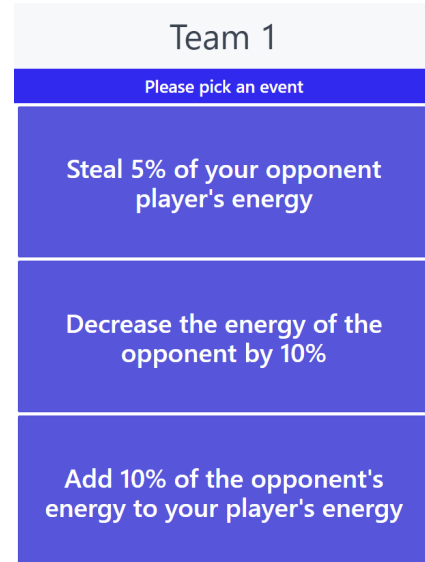 Team 1
Please pick an event
Steal 5% of your opponent
player's energy
Decrease the energy of the
opponent by 10%
Add 10% of the opponent's
energy to your player's energy